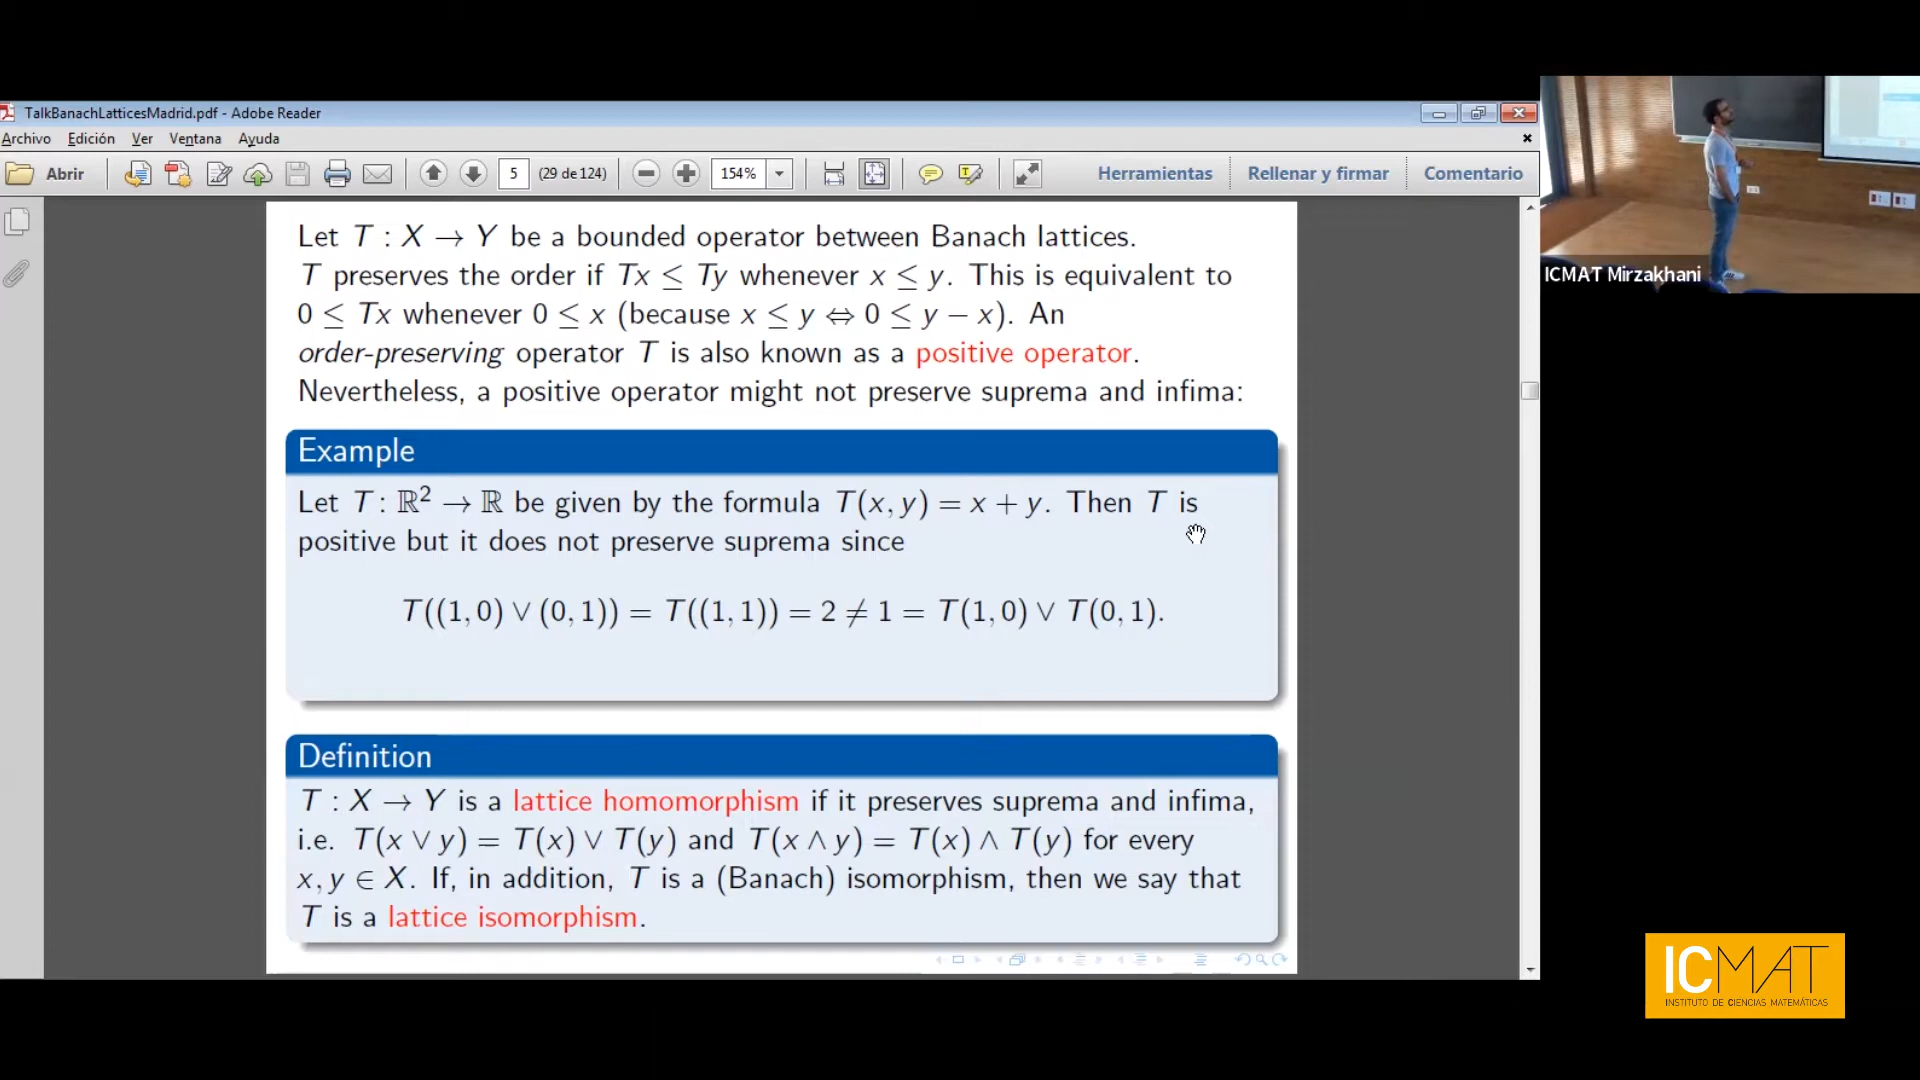 TalkBanachLatticesMadrid.pdf - Adobe Reader
Archivo Edición Ver Ventana Ayuda
Abrir 5 (29 de 124) 154% Herramientas Rellenar y firmar Comentario
Let T : X → Y be a bounded operator between Banach lattices.
T preserves the order if Tx ≤ Ty whenever x ≤ y. This is equivalent to
0 ≤ Tx whenever 0 ≤ x (because x ≤ y ⇔ 0 ≤ y − x). An
order-preserving operator T is also known as a positive operator.
Nevertheless, a positive operator might not preserve suprema and infima:
Example
Let T : ℝ² → ℝ be given by the formula T(x, y) = x + y. Then T is
positive but it does not preserve suprema since
T((1, 0) ∨ (0, 1)) = T((1, 1)) = 2 ≠ 1 = T(1, 0) ∨ T(0, 1).
Definition
T : X → Y is a lattice homomorphism if it preserves suprema and infima,
i.e. T(x ∨ y) = T(x) ∨ T(y) and T(x ∧ y) = T(x) ∧ T(y) for every
x, y ∈ X. If, in addition, T is a (Banach) isomorphism, then we say that
T is a lattice isomorphism.
ICMAT Mirzakhani
ICMAT
INSTITUTO DE CIENCIAS MATEMÁTICAS